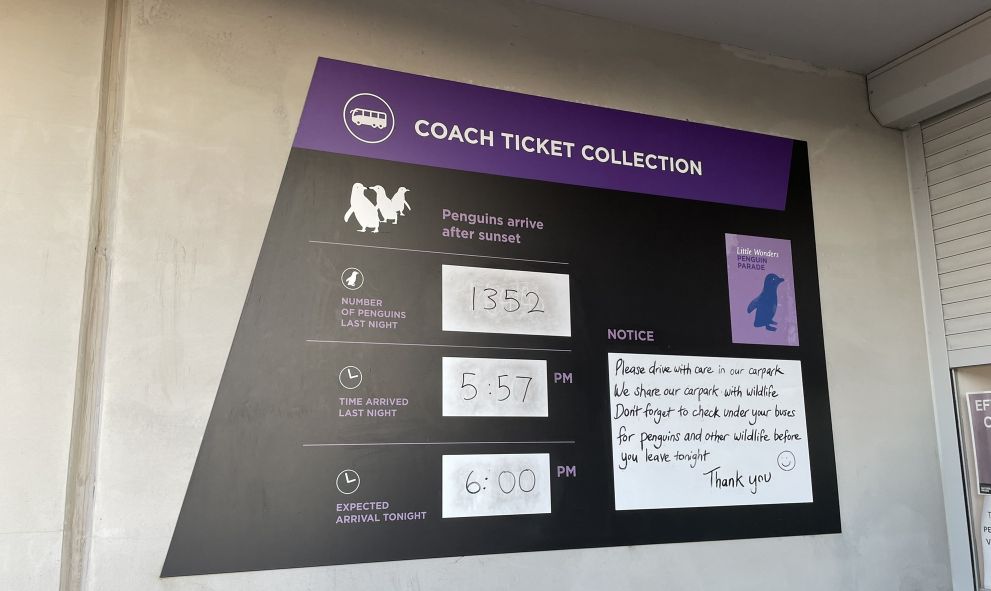 COACH TICKET COLLECTION
Penguins arrive
after sunset
NUMBER
OF PENGUINS
LAST NIGHT
1352
TIME ARRIVED
LAST NIGHT
5:57
PM
EXPECTED
ARRIVAL TONIGHT
6:00
PM
Little Wonders
PENGUIN
PARADE
NOTICE
Please drive with care in our carpark
We share our carpark with wildlife
Don't forget to check under your buses
for penguins and other wildlife before
you leave tonight
Thank you